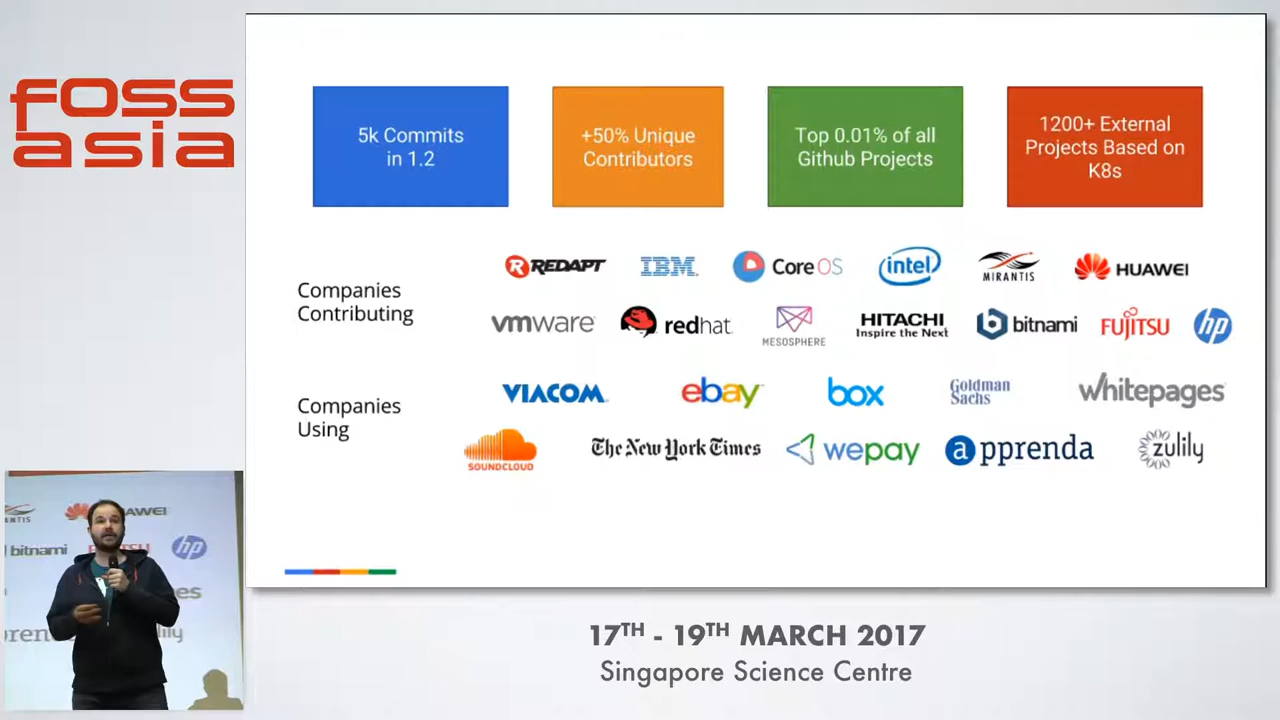 foss
asia
5k Commits
in 1.2
+50% Unique
Contributors
Top 0.01% of all
Github Projects
1200+ External
Projects Based on
K8s
Companies
Contributing
REDAPT
IBM
CoreOS
intel
MIRANTIS
HUAWEI
vmware
redhat
MESOSPHERE
HITACHI
Inspire the Next
bitnami
FUJITSU
hp
Companies
Using
VIACOM
ebay
box
Goldman
Sachs
whitepages
SOUNDCLOUD
The New York Times
wepay
apprenda
zulily
HUAWEI
bitnami
hp
17TH - 19TH MARCH 2017
Singapore Science Centre